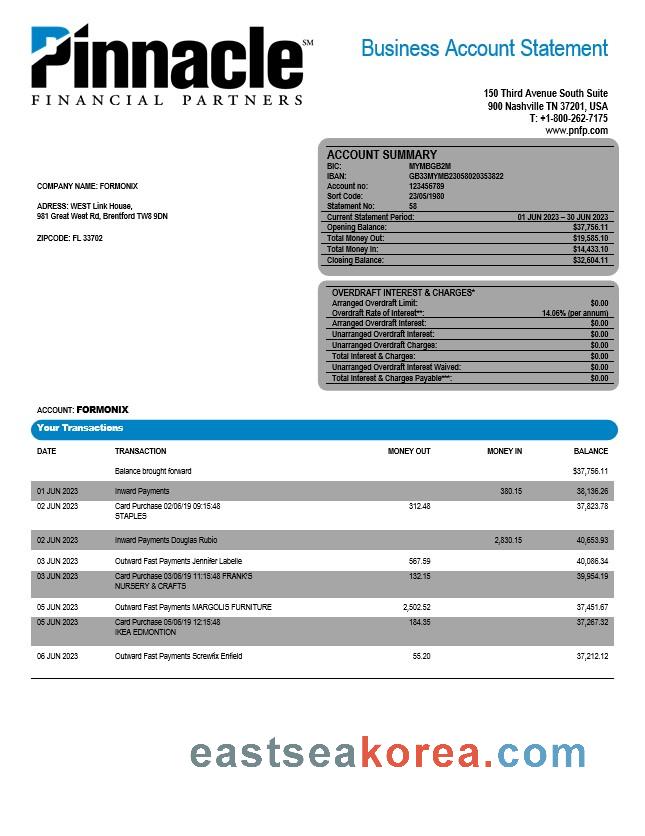 Pinnacle SM
FINANCIAL PARTNERS
Business Account Statement
150 Third Avenue South Suite
900 Nashville TN 37201, USA
T: +1-800-262-7175
www.pnfp.com
COMPANY NAME: FORMONIX
ADRESS: WEST Link House,
981 Great West Rd, Brentford TW8 9DN
ZIPCODE: FL 33702
ACCOUNT SUMMARY
BIC: MYMBGB2M
IBAN: GB33MYMB23058020353822
Account no: 123456789
Sort Code: 23/05/1980
Statement No: 58
Current Statement Period: 01 JUN 2023 – 30 JUN 2023
Opening Balance: $37,756.11
Total Money Out: $19,585.10
Total Money In: $14,433.10
Closing Balance: $32,604.11
OVERDRAFT INTEREST & CHARGES*
Arranged Overdraft Limit: $0.00
Overdraft Rate of Interest**: 14.06% (per annum)
Arranged Overdraft Interest: $0.00
Unarranged Overdraft Interest: $0.00
Unarranged Overdraft Charges: $0.00
Total Interest & Charges: $0.00
Unarranged Overdraft Interest Waived: $0.00
Total Interest & Charges Payable***: $0.00
ACCOUNT: FORMONIX
Your Transactions
DATE TRANSACTION MONEY OUT MONEY IN BALANCE
Balance brought forward $37,756.11
01 JUN 2023 Inward Payments 380.15 38,136.26
02 JUN 2023 Card Purchase 02/06/19 09:15:48 312.48 37,823.78
STAPLES
02 JUN 2023 Inward Payments Douglas Rubio 2,830.15 40,653.93
03 JUN 2023 Outward Fast Payments Jennifer Labelle 567.59 40,086.34
03 JUN 2023 Card Purchase 03/06/19 11:15:48 FRANK'S 132.15 39,954.19
NURSERY & CRAFTS
05 JUN 2023 Outward Fast Payments MARGOLIS FURNITURE 2,502.52 37,451.67
05 JUN 2023 Card Purchase 05/06/19 12:15:48 184.35 37,267.32
IKEA EDMONTION
06 JUN 2023 Outward Fast Payments Screwfix Enfield 55.20 37,212.12
eastseakorea.com